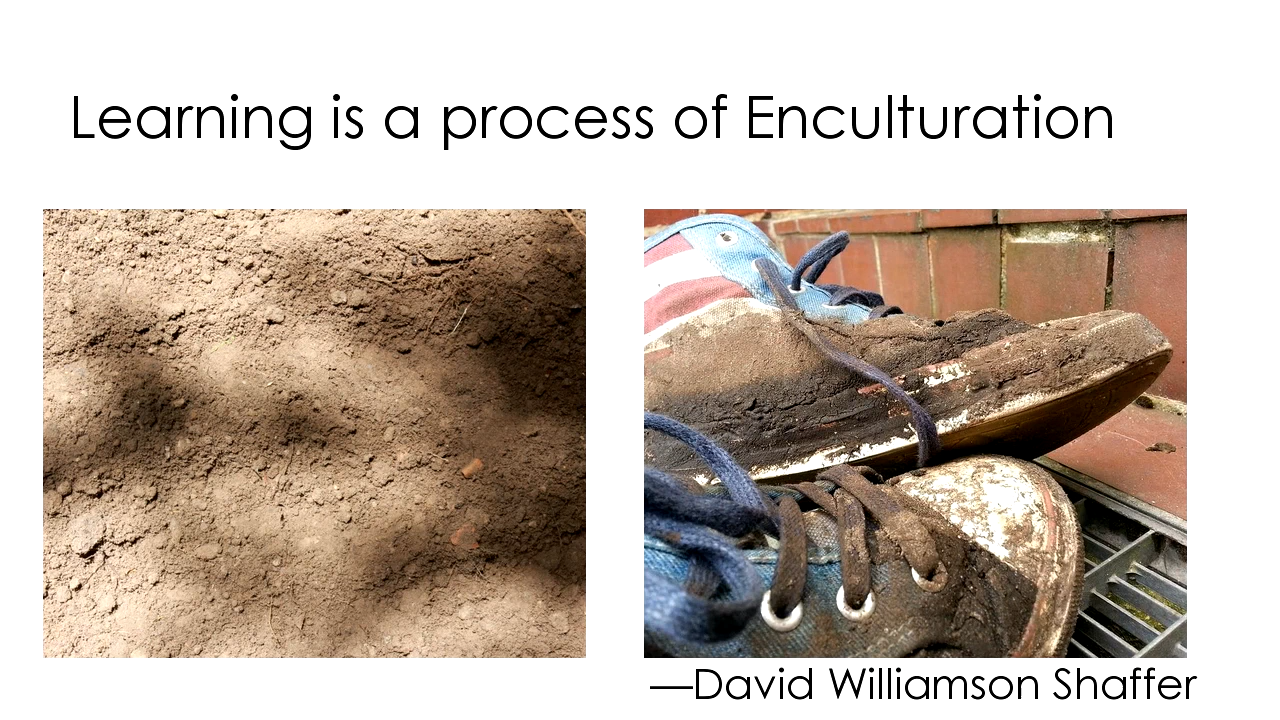 Learning is a process of Enculturation
—David Williamson Shaffer